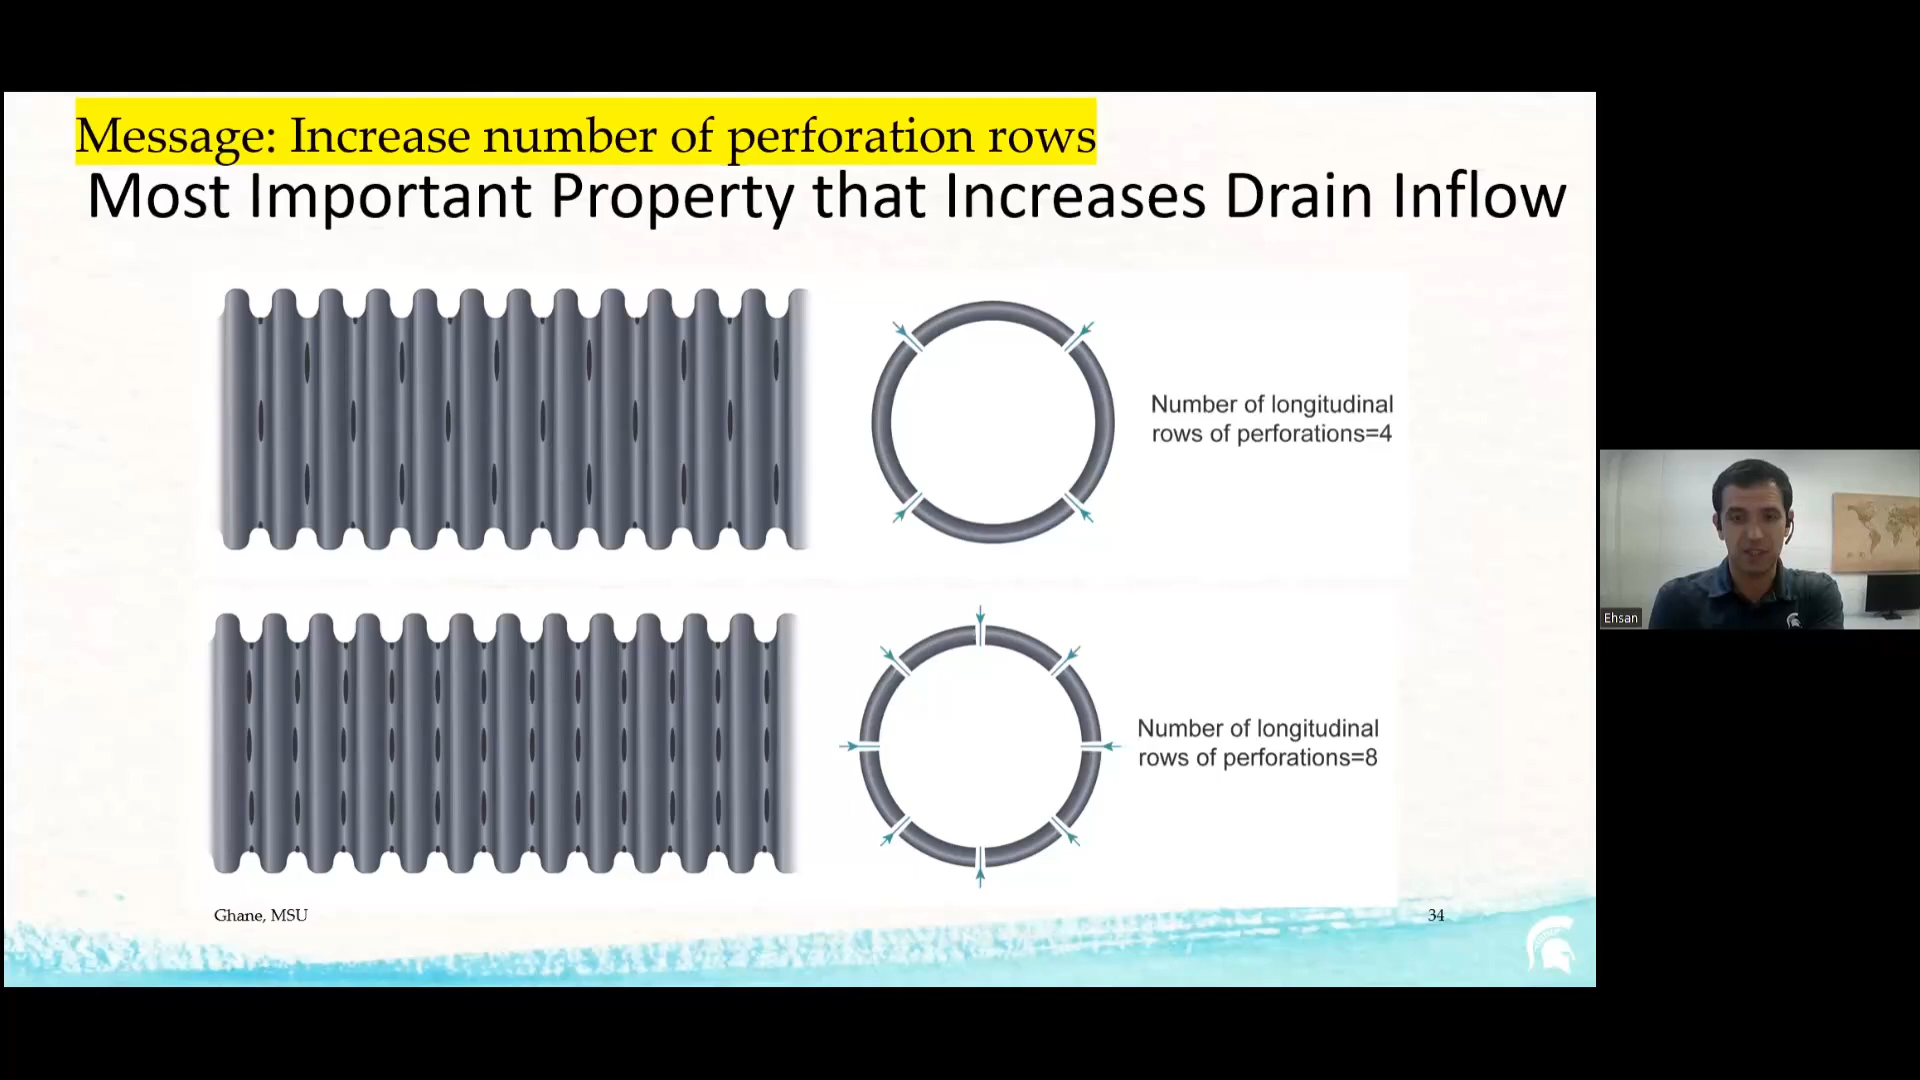 Message: Increase number of perforation rows
Most Important Property that Increases Drain Inflow
Number of longitudinal
rows of perforations=4
Number of longitudinal
rows of perforations=8
Ghane, MSU
34
Ehsan